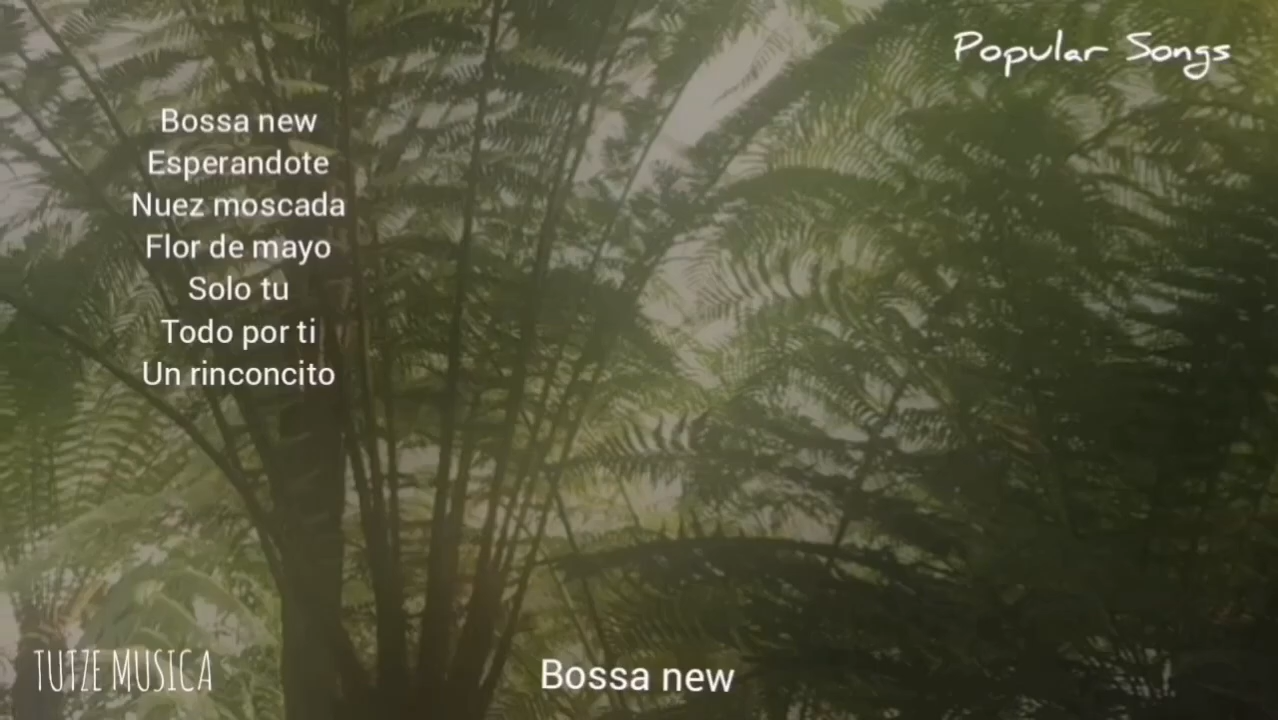 Popular Songs
Bossa new
Esperandote
Nuez moscada
Flor de mayo
Solo tu
Todo por ti
Un rinconcito
TUTZE MUSICA
Bossa new